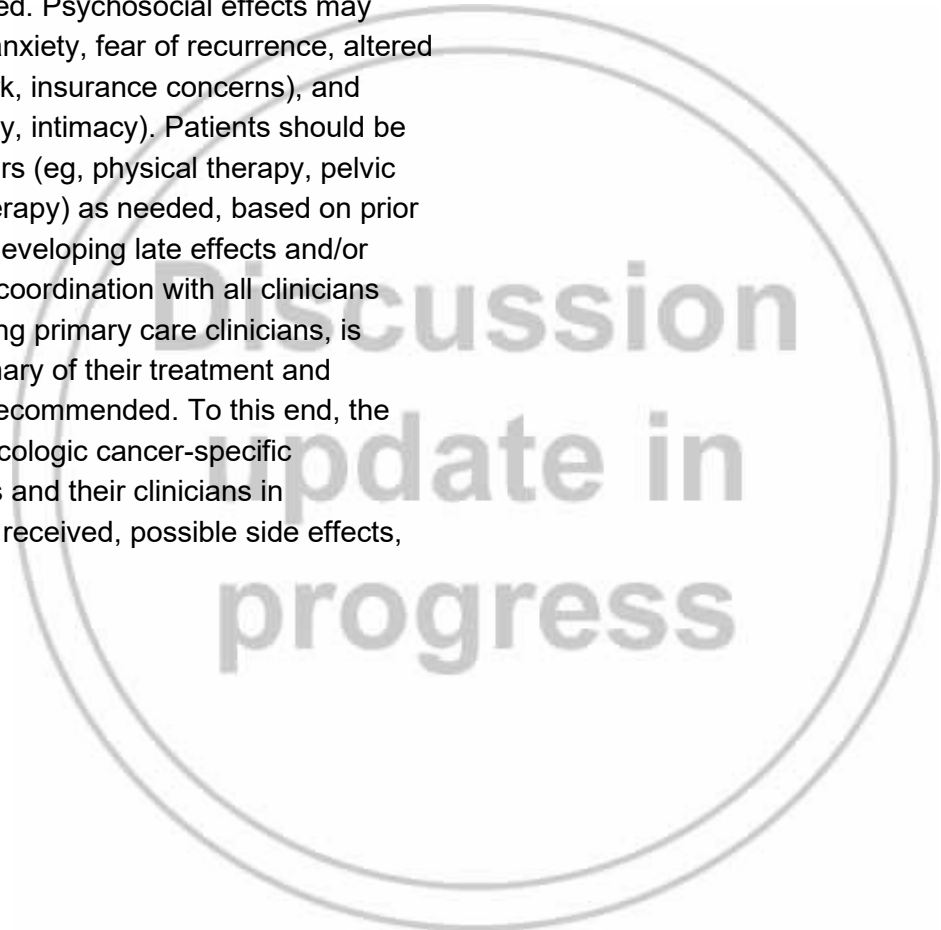 ed. Psychosocial effects may
anxiety, fear of recurrence, altered
k, insurance concerns), and
y, intimacy). Patients should be
rs (eg, physical therapy, pelvic
erapy) as needed, based on prior
developing late effects and/or
coordination with all clinicians
ng primary care clinicians, is
nary of their treatment and
recommended. To this end, the
cologic cancer-specific
s and their clinicians in
received, possible side effects,
Discussion
update in
progress